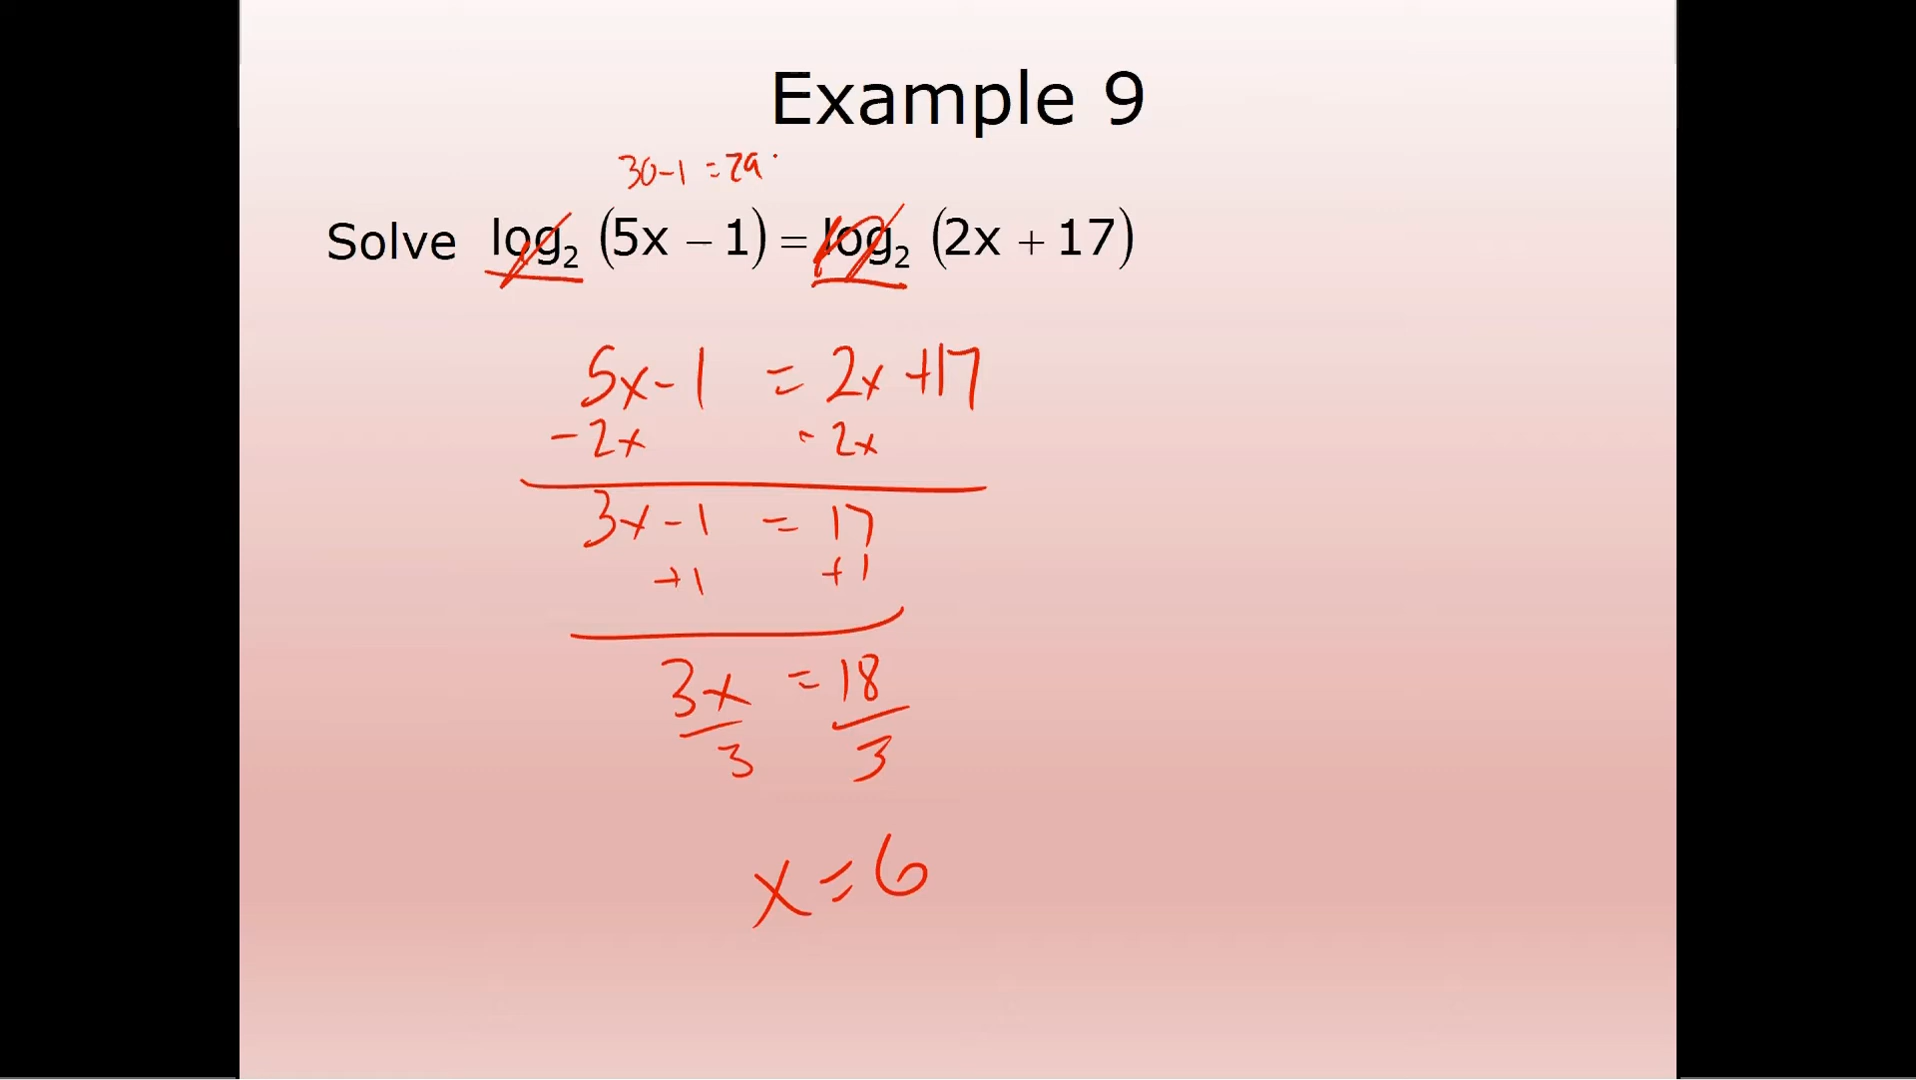 Example 9
30-1 = 29
Solve log₂ (5x − 1) = log₂ (2x + 17)
5x - 1 = 2x + 17
- 2x - 2x
3x - 1 = 17
+1 +1
3x = 18
3 3
x = 6